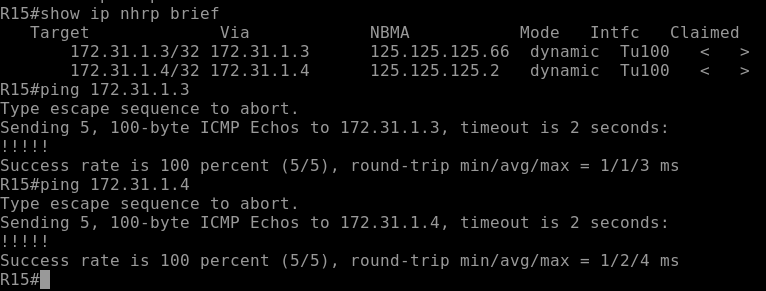 R15#show ip nhrp brief
   Target             Via            NBMA           Mode   Intfc   Claimed
       172.31.1.3/32 172.31.1.3      125.125.125.66  dynamic  Tu100   <   >
       172.31.1.4/32 172.31.1.4      125.125.125.2   dynamic  Tu100   <   >
R15#ping 172.31.1.3
Type escape sequence to abort.
Sending 5, 100-byte ICMP Echos to 172.31.1.3, timeout is 2 seconds:
!!!!!
Success rate is 100 percent (5/5), round-trip min/avg/max = 1/1/3 ms
R15#ping 172.31.1.4
Type escape sequence to abort.
Sending 5, 100-byte ICMP Echos to 172.31.1.4, timeout is 2 seconds:
!!!!!
Success rate is 100 percent (5/5), round-trip min/avg/max = 1/2/4 ms
R15#